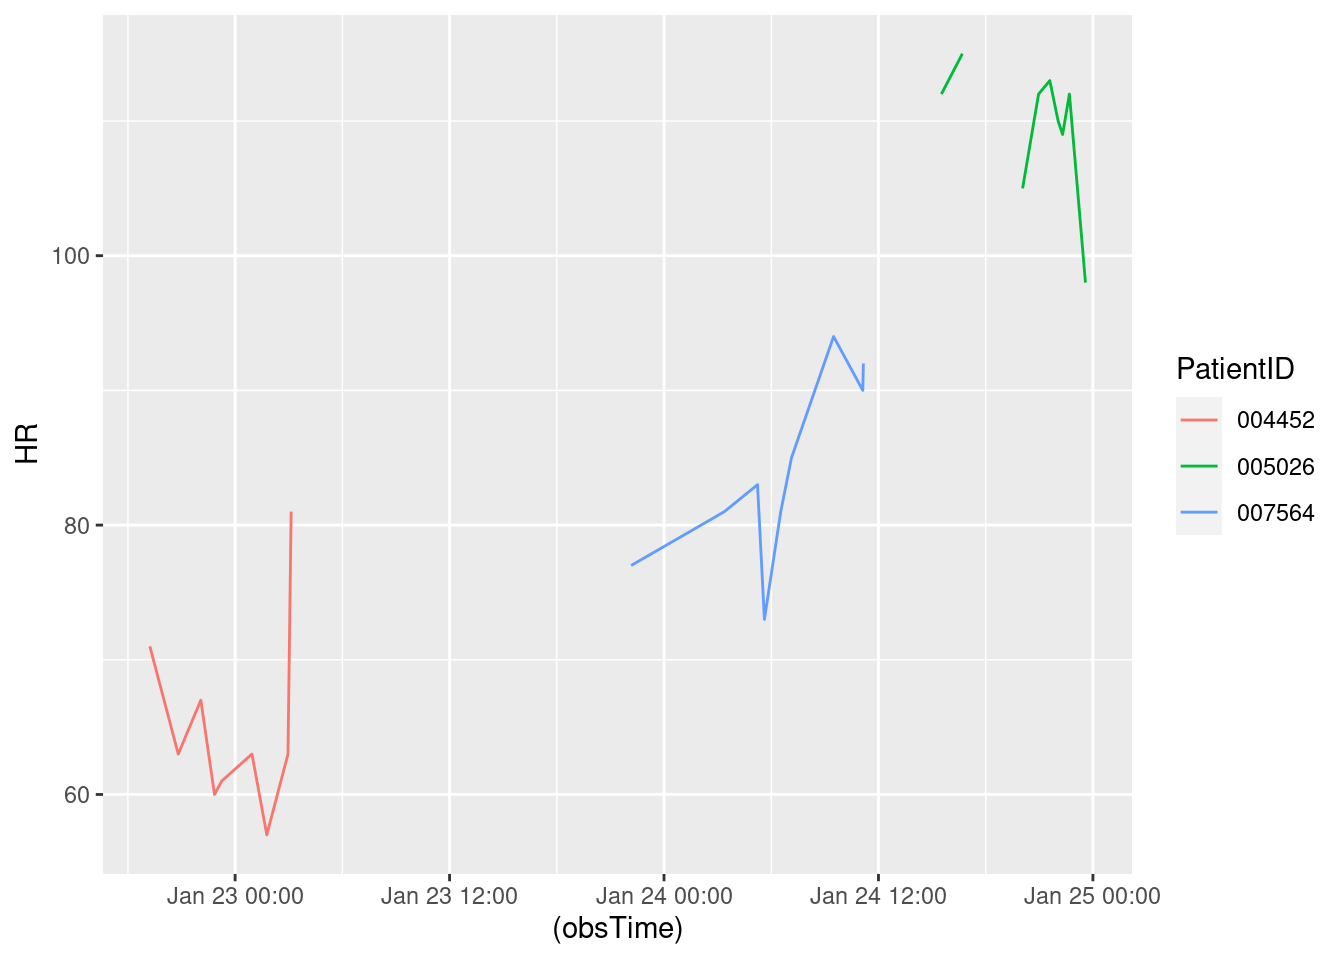 HR
100
80
60
Jan 23 00:00
Jan 23 12:00
Jan 24 00:00
Jan 24 12:00
Jan 25 00:00
(obsTime)
PatientID
004452
005026
007564